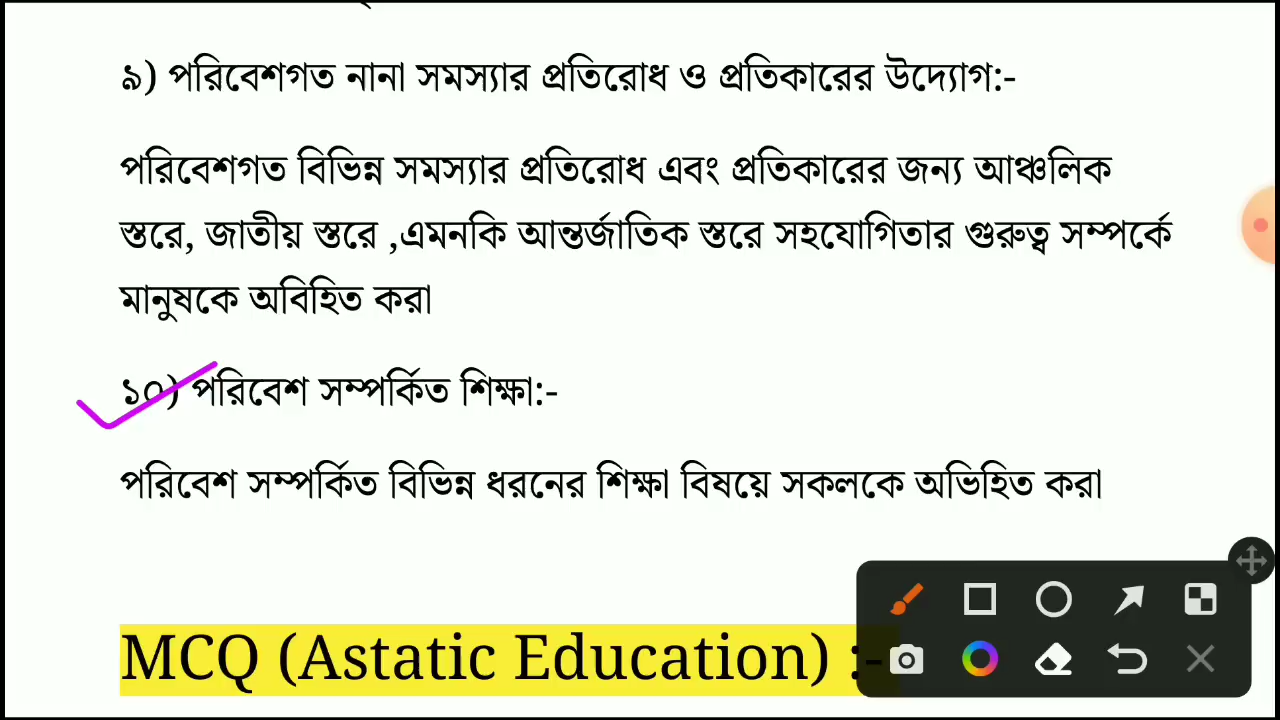 ৯) পরিবেশগত নানা সমস্যার প্রতিরোধ ও প্রতিকারের উদ্যোগ:-
পরিবেশগত বিভিন্ন সমস্যার প্রতিরোধ এবং প্রতিকারের জন্য আঞ্চলিক
স্তরে, জাতীয় স্তরে ,এমনকি আন্তর্জাতিক স্তরে সহযোগিতার গুরুত্ব সম্পর্কে
মানুষকে অবিহিত করা
১০) পরিবেশ সম্পর্কিত শিক্ষা:-
পরিবেশ সম্পর্কিত বিভিন্ন ধরনের শিক্ষা বিষয়ে সকলকে অভিহিত করা
MCQ (Astatic Education) :-